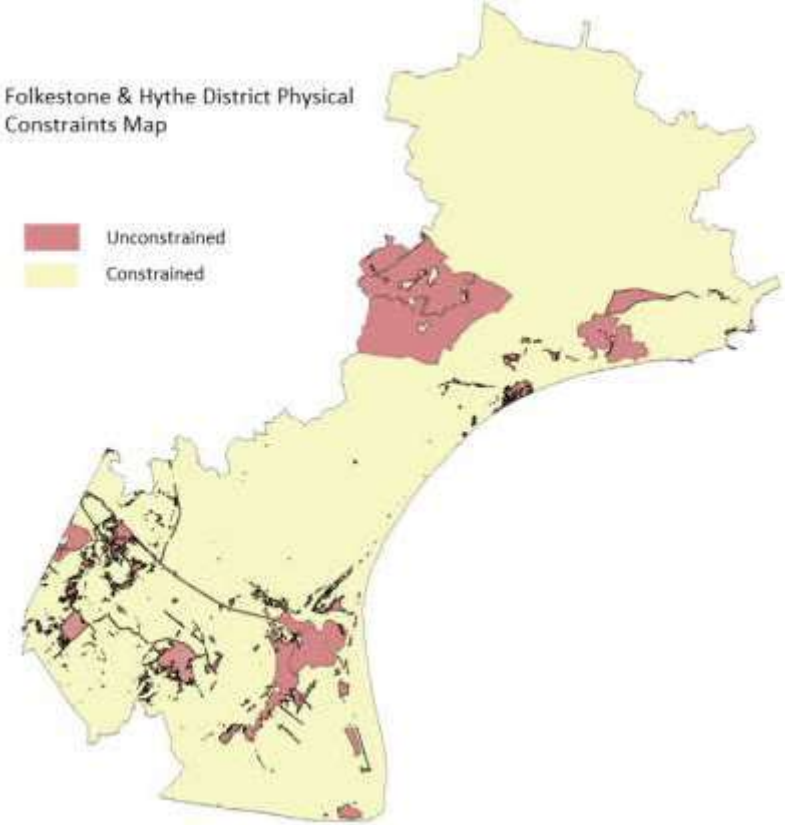 Folkestone & Hythe District Physical
Constraints Map
Unconstrained
Constrained